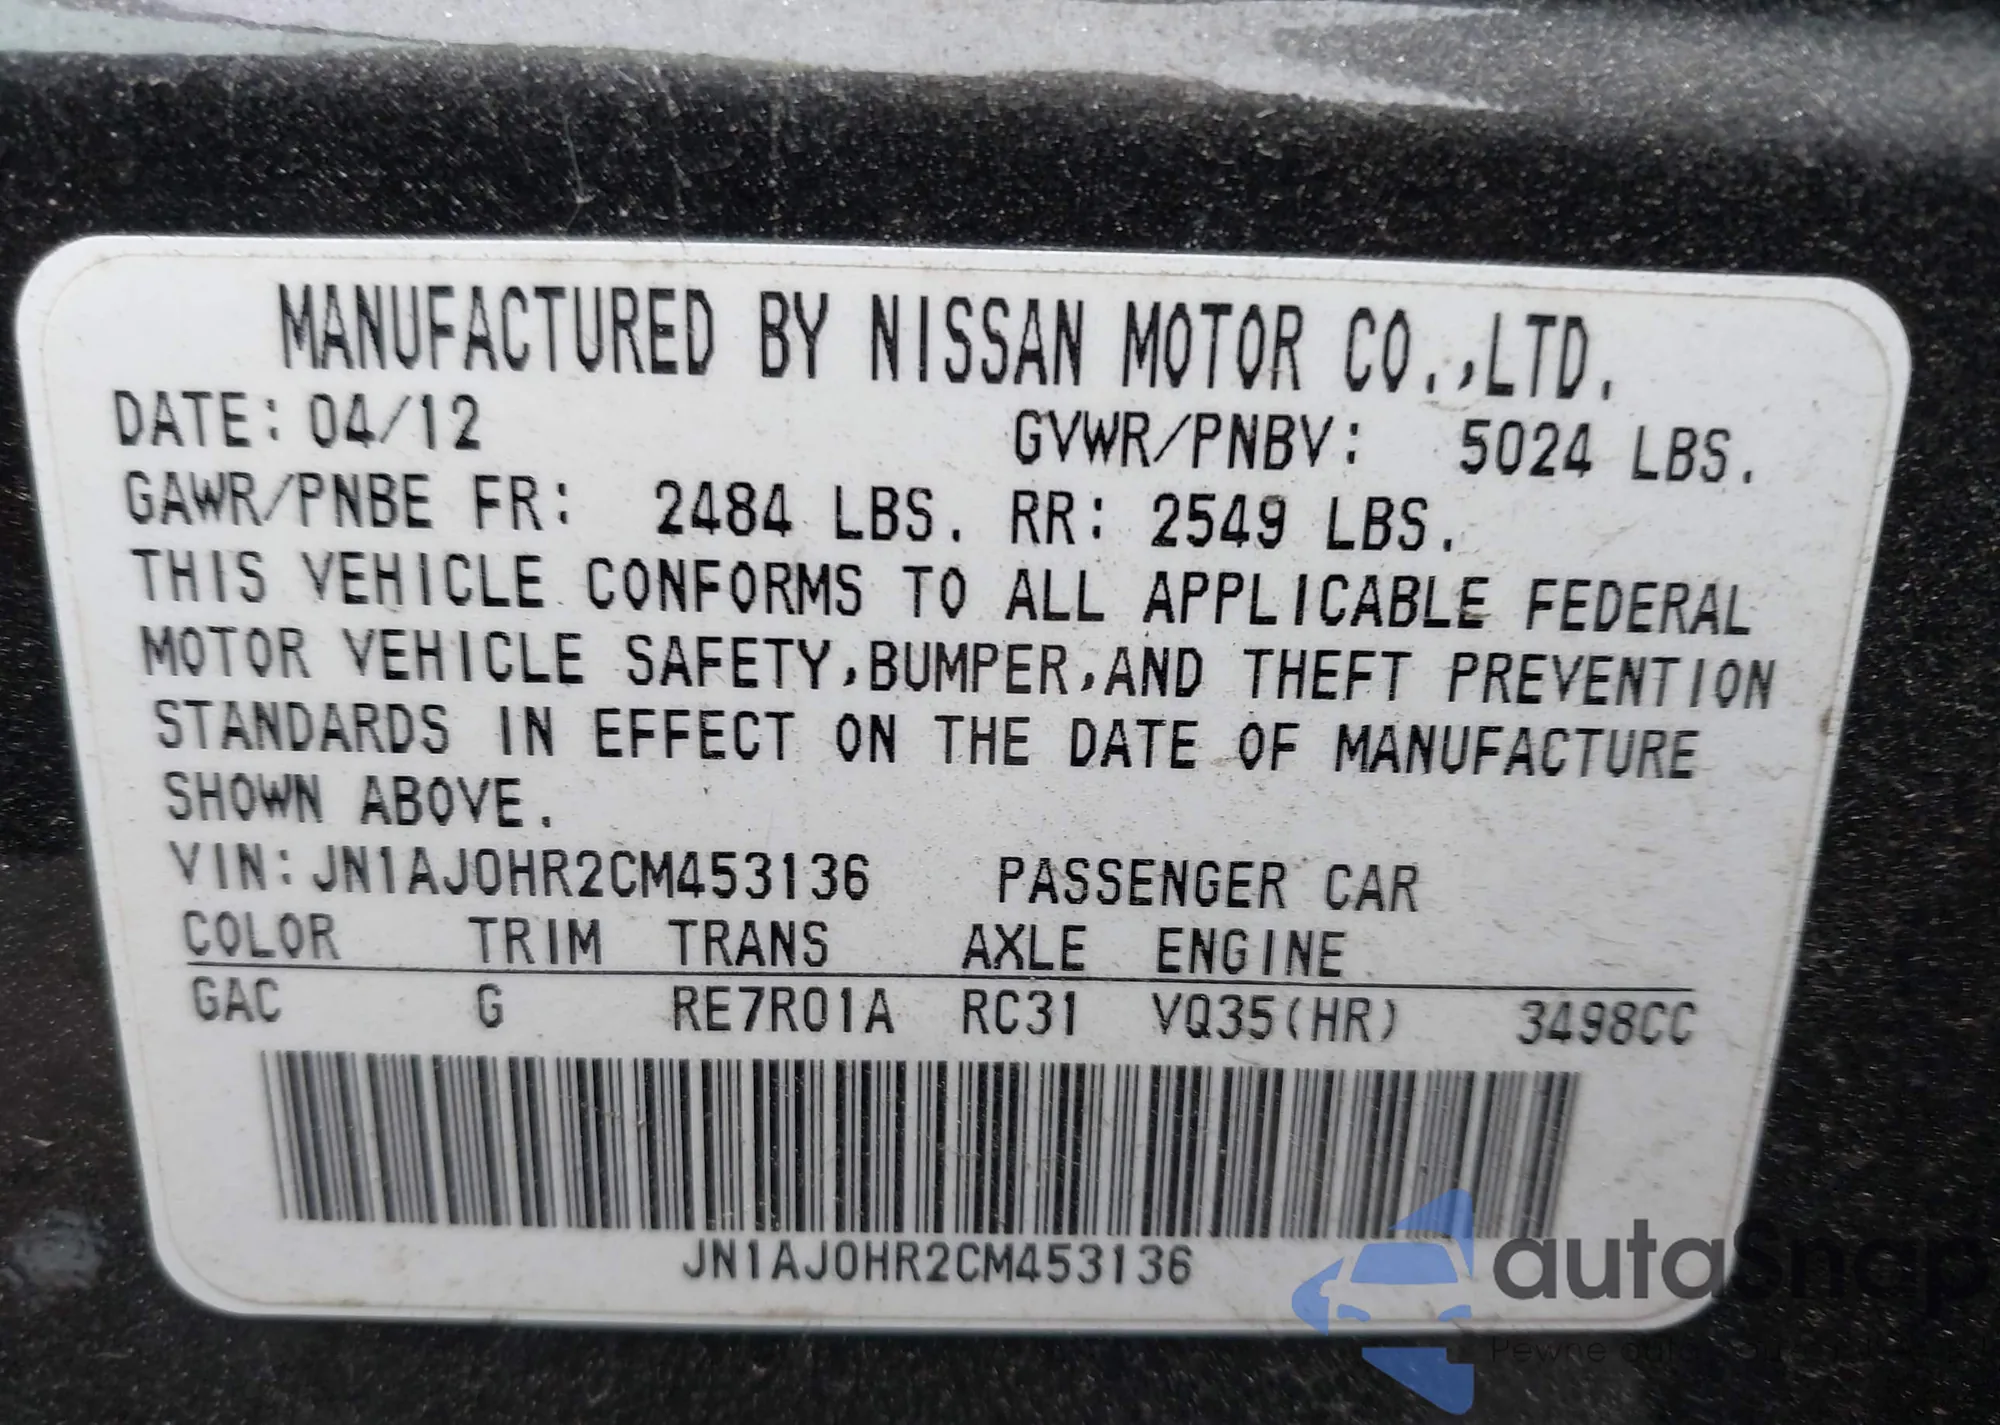 MANUFACTURED BY NISSAN MOTOR CO.,LTD.
DATE: 04/12 GVWR/PNBV: 5024 LBS.
GAWR/PNBE FR: 2484 LBS. RR: 2549 LBS.
THIS VEHICLE CONFORMS TO ALL APPLICABLE FEDERAL
MOTOR VEHICLE SAFETY,BUMPER,AND THEFT PREVENTION
STANDARDS IN EFFECT ON THE DATE OF MANUFACTURE
SHOWN ABOVE.
VIN:JN1AJ0HR2CM453136 PASSENGER CAR
COLOR TRIM TRANS AXLE ENGINE
GAC G RE7R01A RC31 VQ35(HR) 3498CC
JN1AJ0HR2CM453136
autasnap
Pewne